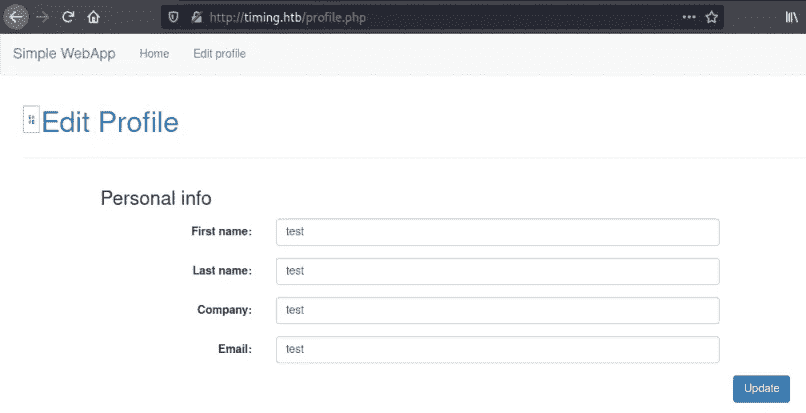 http://timing.htb/profile.php
Simple WebApp Home Edit profile
Edit Profile
Personal info
First name: test
Last name: test
Company: test
Email: test
Update